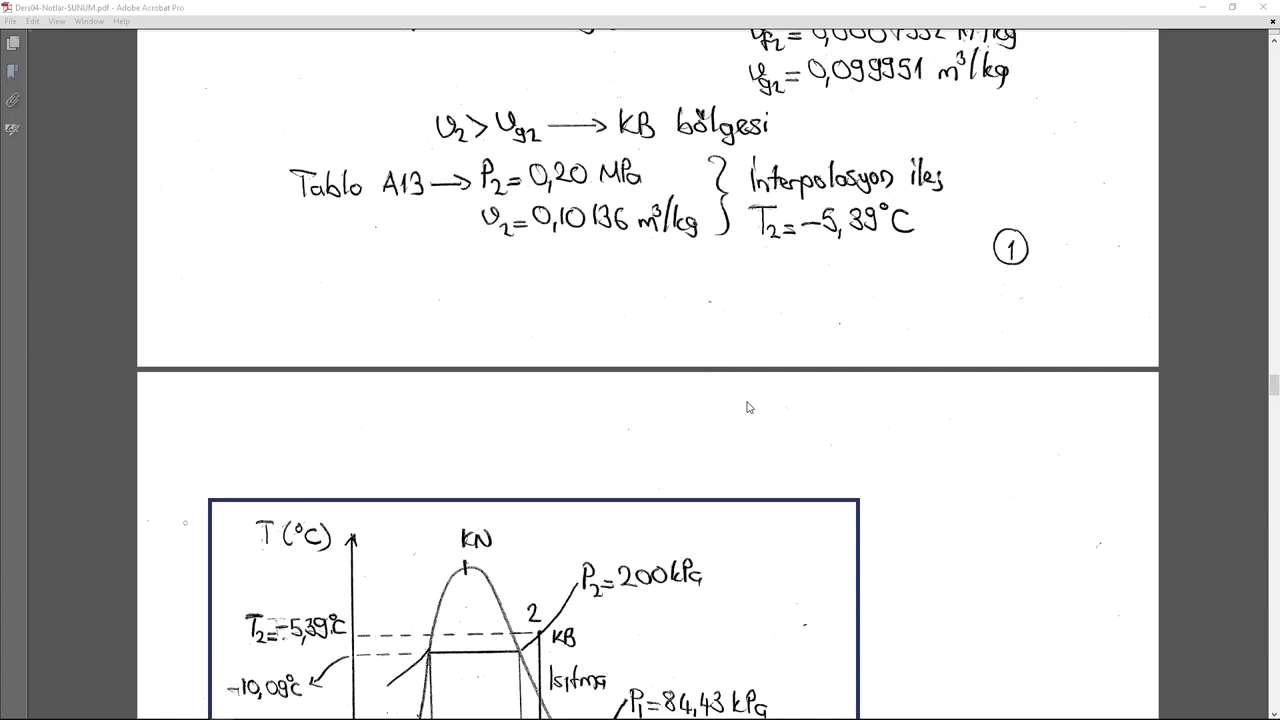 Ders04-Notlar-SUNUM.pdf - Adobe Acrobat Pro
File Edit View Window Help
υg2 = 0,099951 m³/kg
υ2 > υg2 → KB bölgesi
Tablo A13 → P2 = 0,20 MPa
υ2 = 0,10136 m³/kg
İnterpolasyon ile;
T2 = -5,39°C
1
T (°C)
KN
P2 = 200 kPa
2
T2 = -5,39°C
KB
-10,09°C
Isıtma
P1 = 84,43 kPa